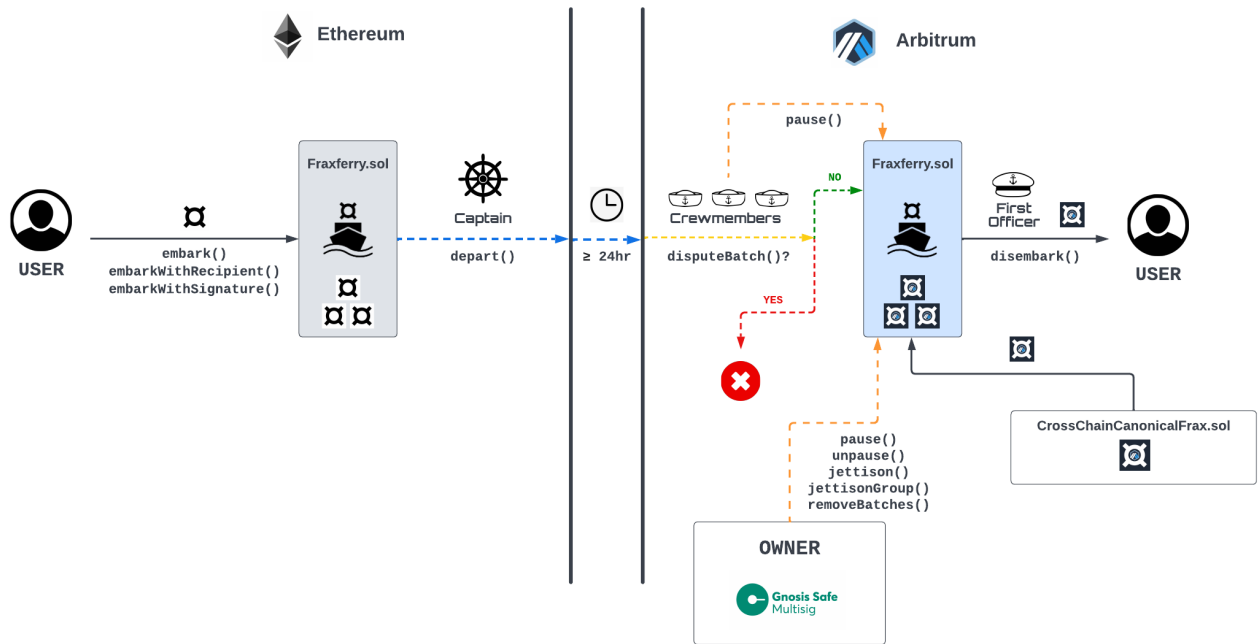 Ethereum
Arbitrum
pause()
Fraxferry.sol
Fraxferry.sol
NO
Captain
Crewmembers
First
Officer
USER
embark()
embarkWithRecipient()
embarkWithSignature()
depart()
≥ 24hr
disputeBatch()?
disembark()
USER
YES
CrossChainCanonicalFrax.sol
pause()
unpause()
jettison()
jettisonGroup()
removeBatches()
OWNER
Gnosis Safe
Multisig